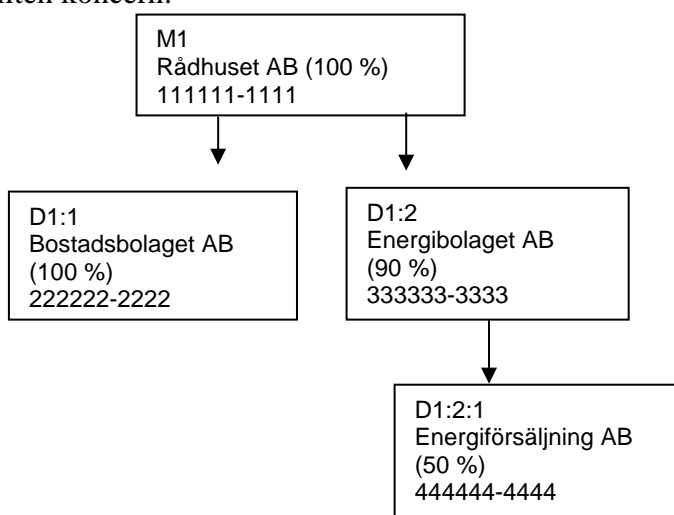 koncern.
M1
Rådhuset AB (100 %)
111111-1111
D1:1
Bostadsbolaget AB
(100 %)
222222-2222
D1:2
Energibolaget AB
(90 %)
333333-3333
D1:2:1
Energiförsäljning AB
(50 %)
444444-4444